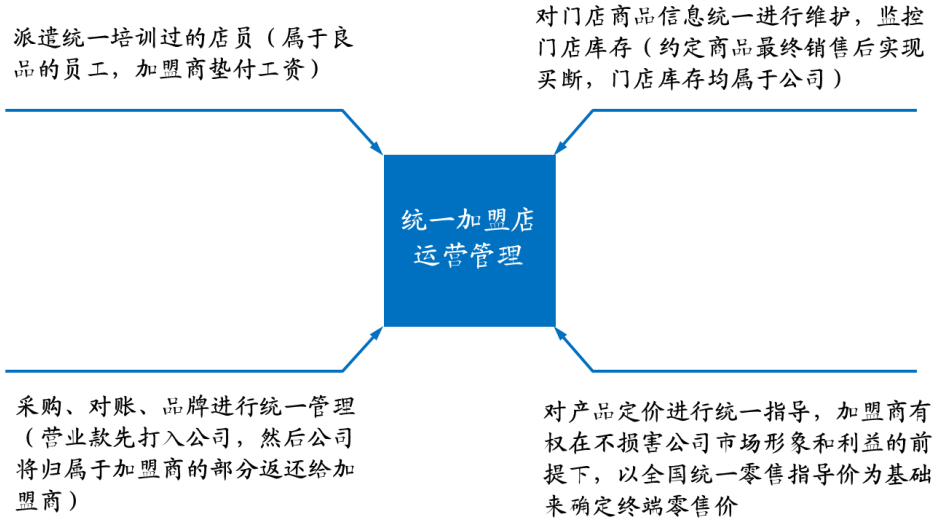 派遣统一培训过的店员（属于良
品的员工，加盟商垫付工资）
对门店商品信息统一进行维护，监控
门店库存（约定商品最终销售后实现
买断，门店库存均属于公司）
统一加盟店
运营管理
采购、对账、品牌进行统一管理
（营业款先打入公司，然后公司
将归属于加盟商的部分返还给加
盟商）
对产品定价进行统一指导，加盟商有
权在不损害公司市场形象和利益的前
提下，以全国统一零售指导价为基础
来确定终端零售价